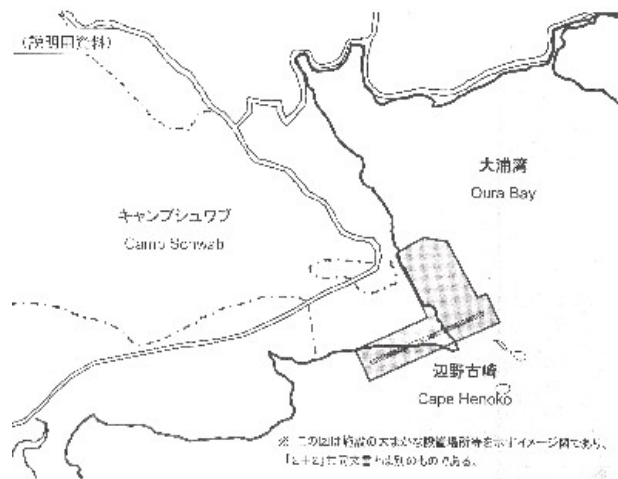 (説明用資料)
大浦湾
Oura Bay
キャンプシュワブ
Camp Schwab
辺野古崎
Cape Henoko
※ この図は施設の大まかな設置場所等を示すイメージ図であり、
「2+2」共同文書とは別のものである。